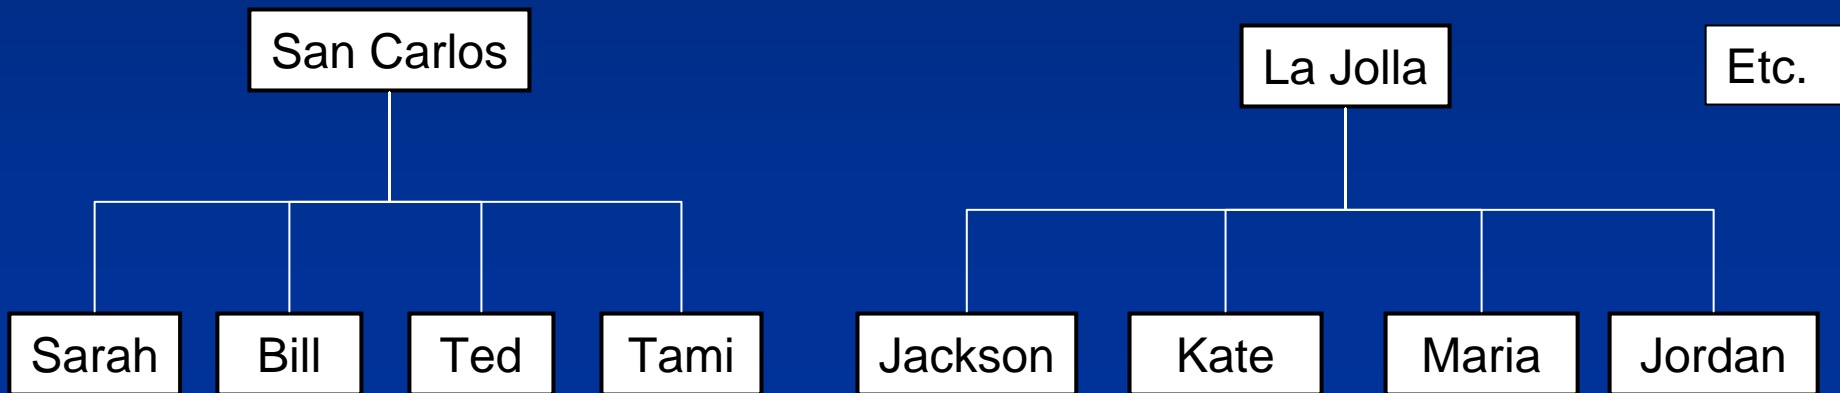 San Carlos
La Jolla
Etc.
Sarah
Bill
Ted
Tami
Jackson
Kate
Maria
Jordan